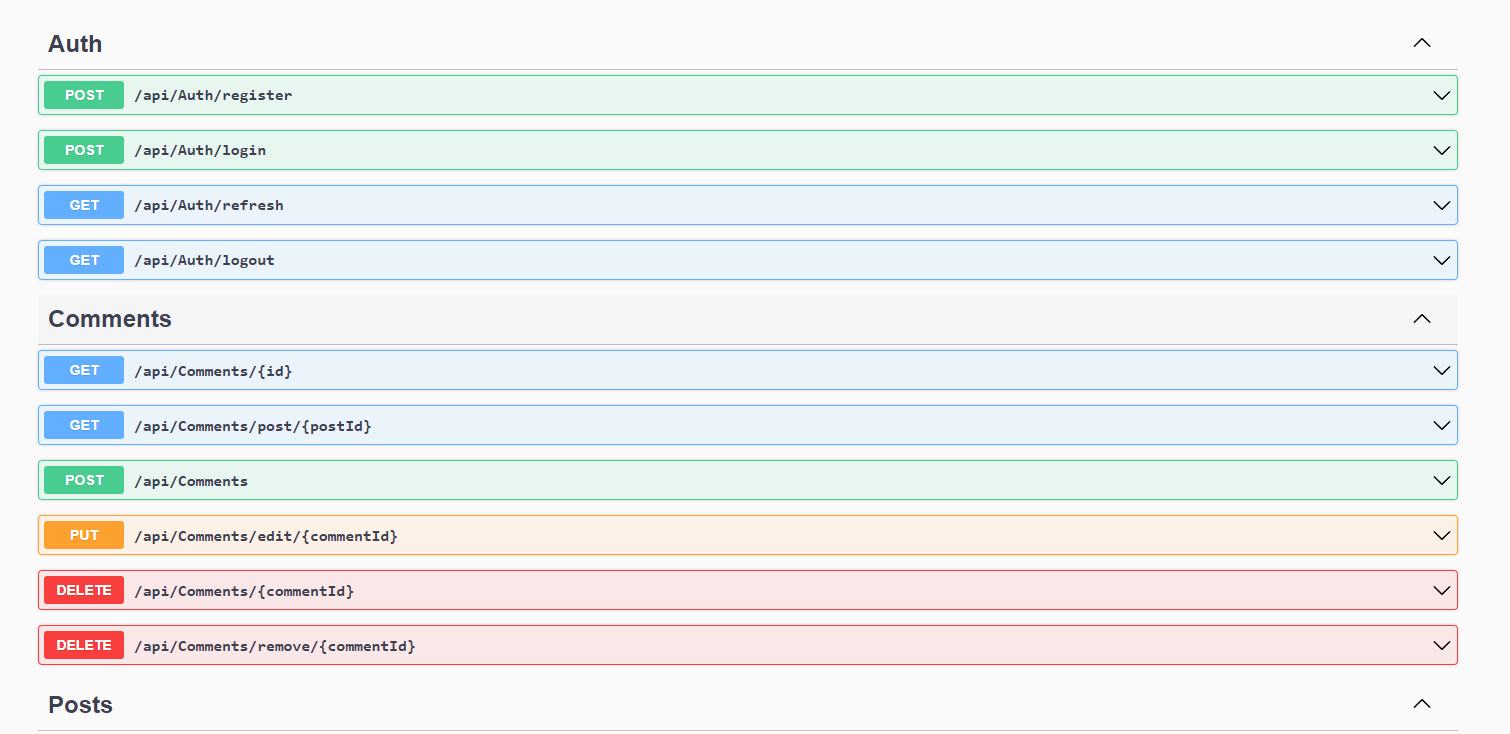 Auth
POST /api/Auth/register
POST /api/Auth/login
GET /api/Auth/refresh
GET /api/Auth/logout
Comments
GET /api/Comments/{id}
GET /api/Comments/post/{postId}
POST /api/Comments
PUT /api/Comments/edit/{commentId}
DELETE /api/Comments/{commentId}
DELETE /api/Comments/remove/{commentId}
Posts